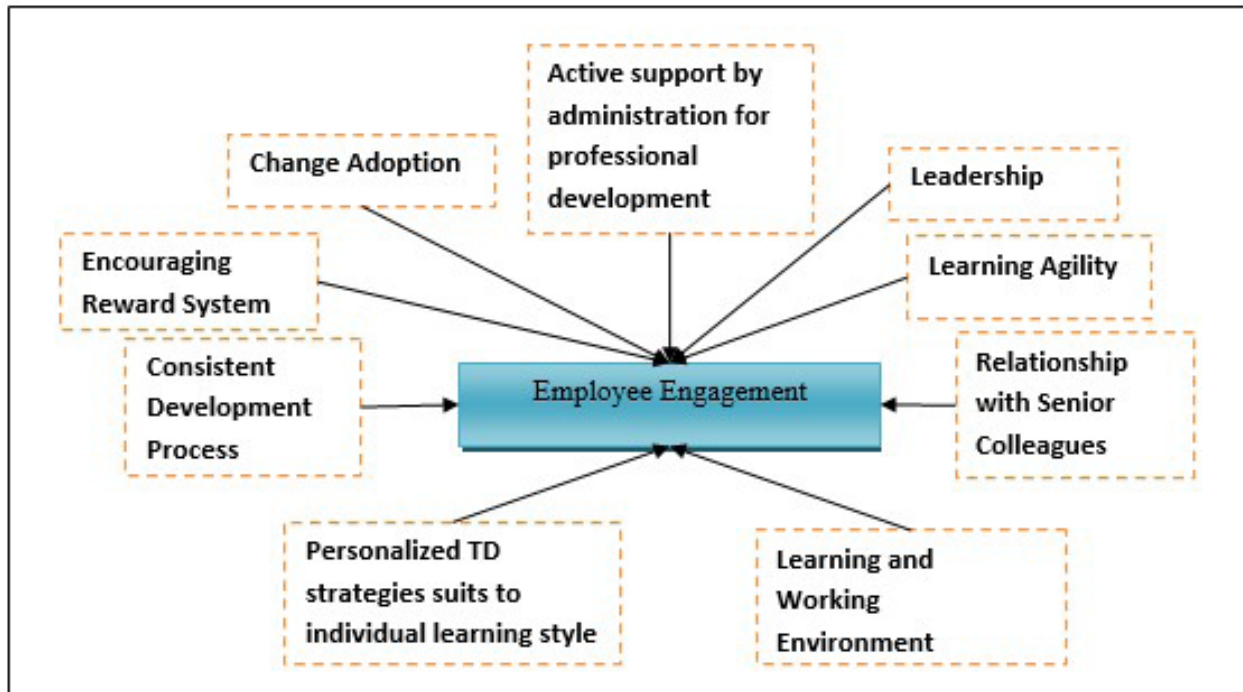 Active support by
administration for
professional
development
Change Adoption
Leadership
Encouraging
Reward System
Learning Agility
Consistent
Development
Process
Employee Engagement
Relationship
with Senior
Colleagues
Personalized TD
strategies suits to
individual learning style
Learning and
Working
Environment